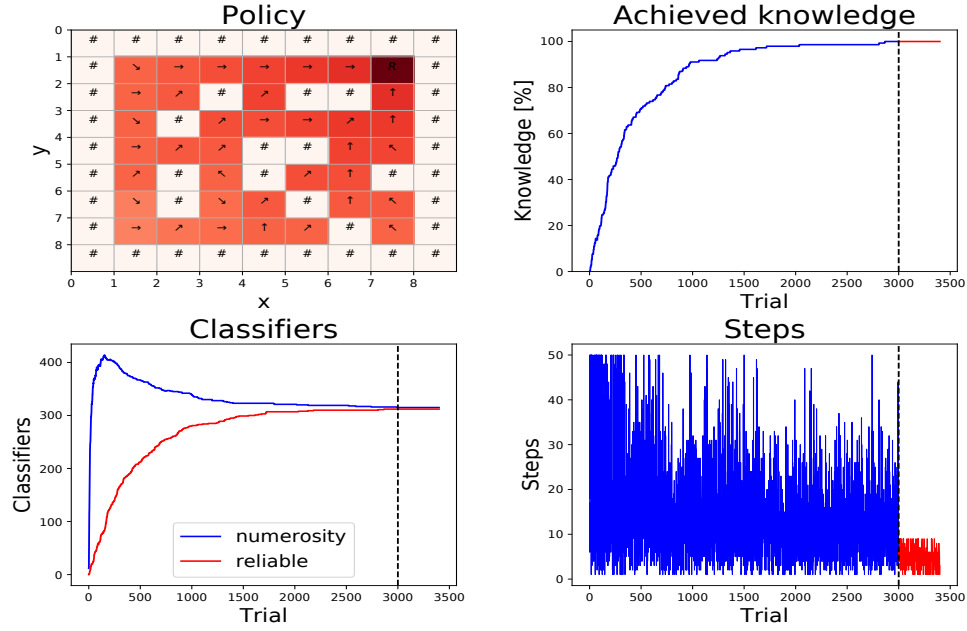 Policy
0 # # # # # # # # #
1 # ↘ → → → → → R #
2 # → ↗ # ↗ # # ↑ #
3 # ↘ # ↗ → → ↗ ↑ #
4 # → ↗ ↗ # # ↑ ↖ #
5 # ↗ # ↖ # ↗ ↑ # #
6 # ↘ # ↘ ↗ # ↑ ↖ #
7 # → ↗ → ↑ ↗ # ↖ #
8 # # # # # # # # #
y
0 1 2 3 4 5 6 7 8
x
Achieved knowledge
100
80
60
40
20
0
Knowledge [%]
0 500 1000 1500 2000 2500 3000 3500
Trial
Classifiers
400
300
200
100
0
Classifiers
numerosity
reliable
0 500 1000 1500 2000 2500 3000 3500
Trial
Steps
50
40
30
20
10
0
Steps
0 500 1000 1500 2000 2500 3000 3500
Trial